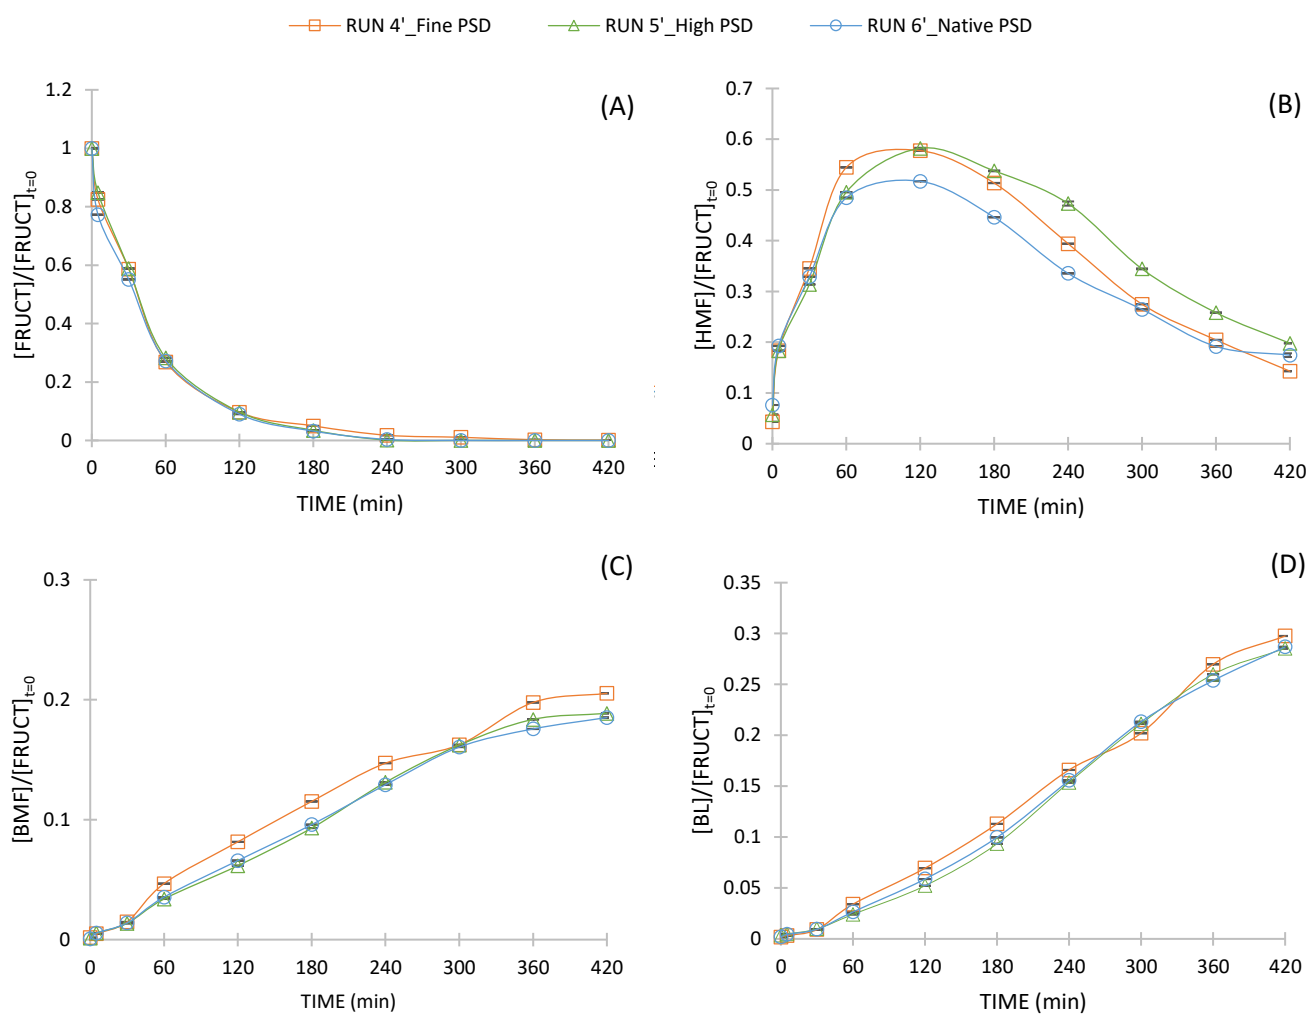 RUN 4'_Fine PSD RUN 5'_High PSD RUN 6'_Native PSD
(A)
[FRUCT]/[FRUCT]t=0
1.2
1
0.8
0.6
0.4
0.2
0
0 60 120 180 240 300 360 420
TIME (min)
(B)
[HMF]/[FRUCT]t=0
0.7
0.6
0.5
0.4
0.3
0.2
0.1
0
0 60 120 180 240 300 360 420
TIME (min)
(C)
[BMF]/[FRUCT]t=0
0.3
0.2
0.1
0
0 60 120 180 240 300 360 420
TIME (min)
(D)
[BL]/[FRUCT]t=0
0.35
0.3
0.25
0.2
0.15
0.1
0.05
0
0 60 120 180 240 300 360 420
TIME (min)